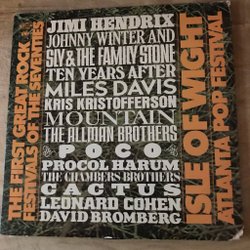 THE FIRST GREAT ROCK
FESTIVALS OF THE SEVENTIES
JIMI HENDRIX
JOHNNY WINTER AND
SLY & THE FAMILY STONE
TEN YEARS AFTER
MILES DAVIS
KRIS KRISTOFFERSON
MOUNTAIN
THE ALLMAN BROTHERS
POCO
PROCOL HARUM
THE CHAMBERS BROTHERS
CACTUS
LEONARD COHEN
DAVID BROMBERG
ISLE OF WIGHT
ATLANTA POP FESTIVAL